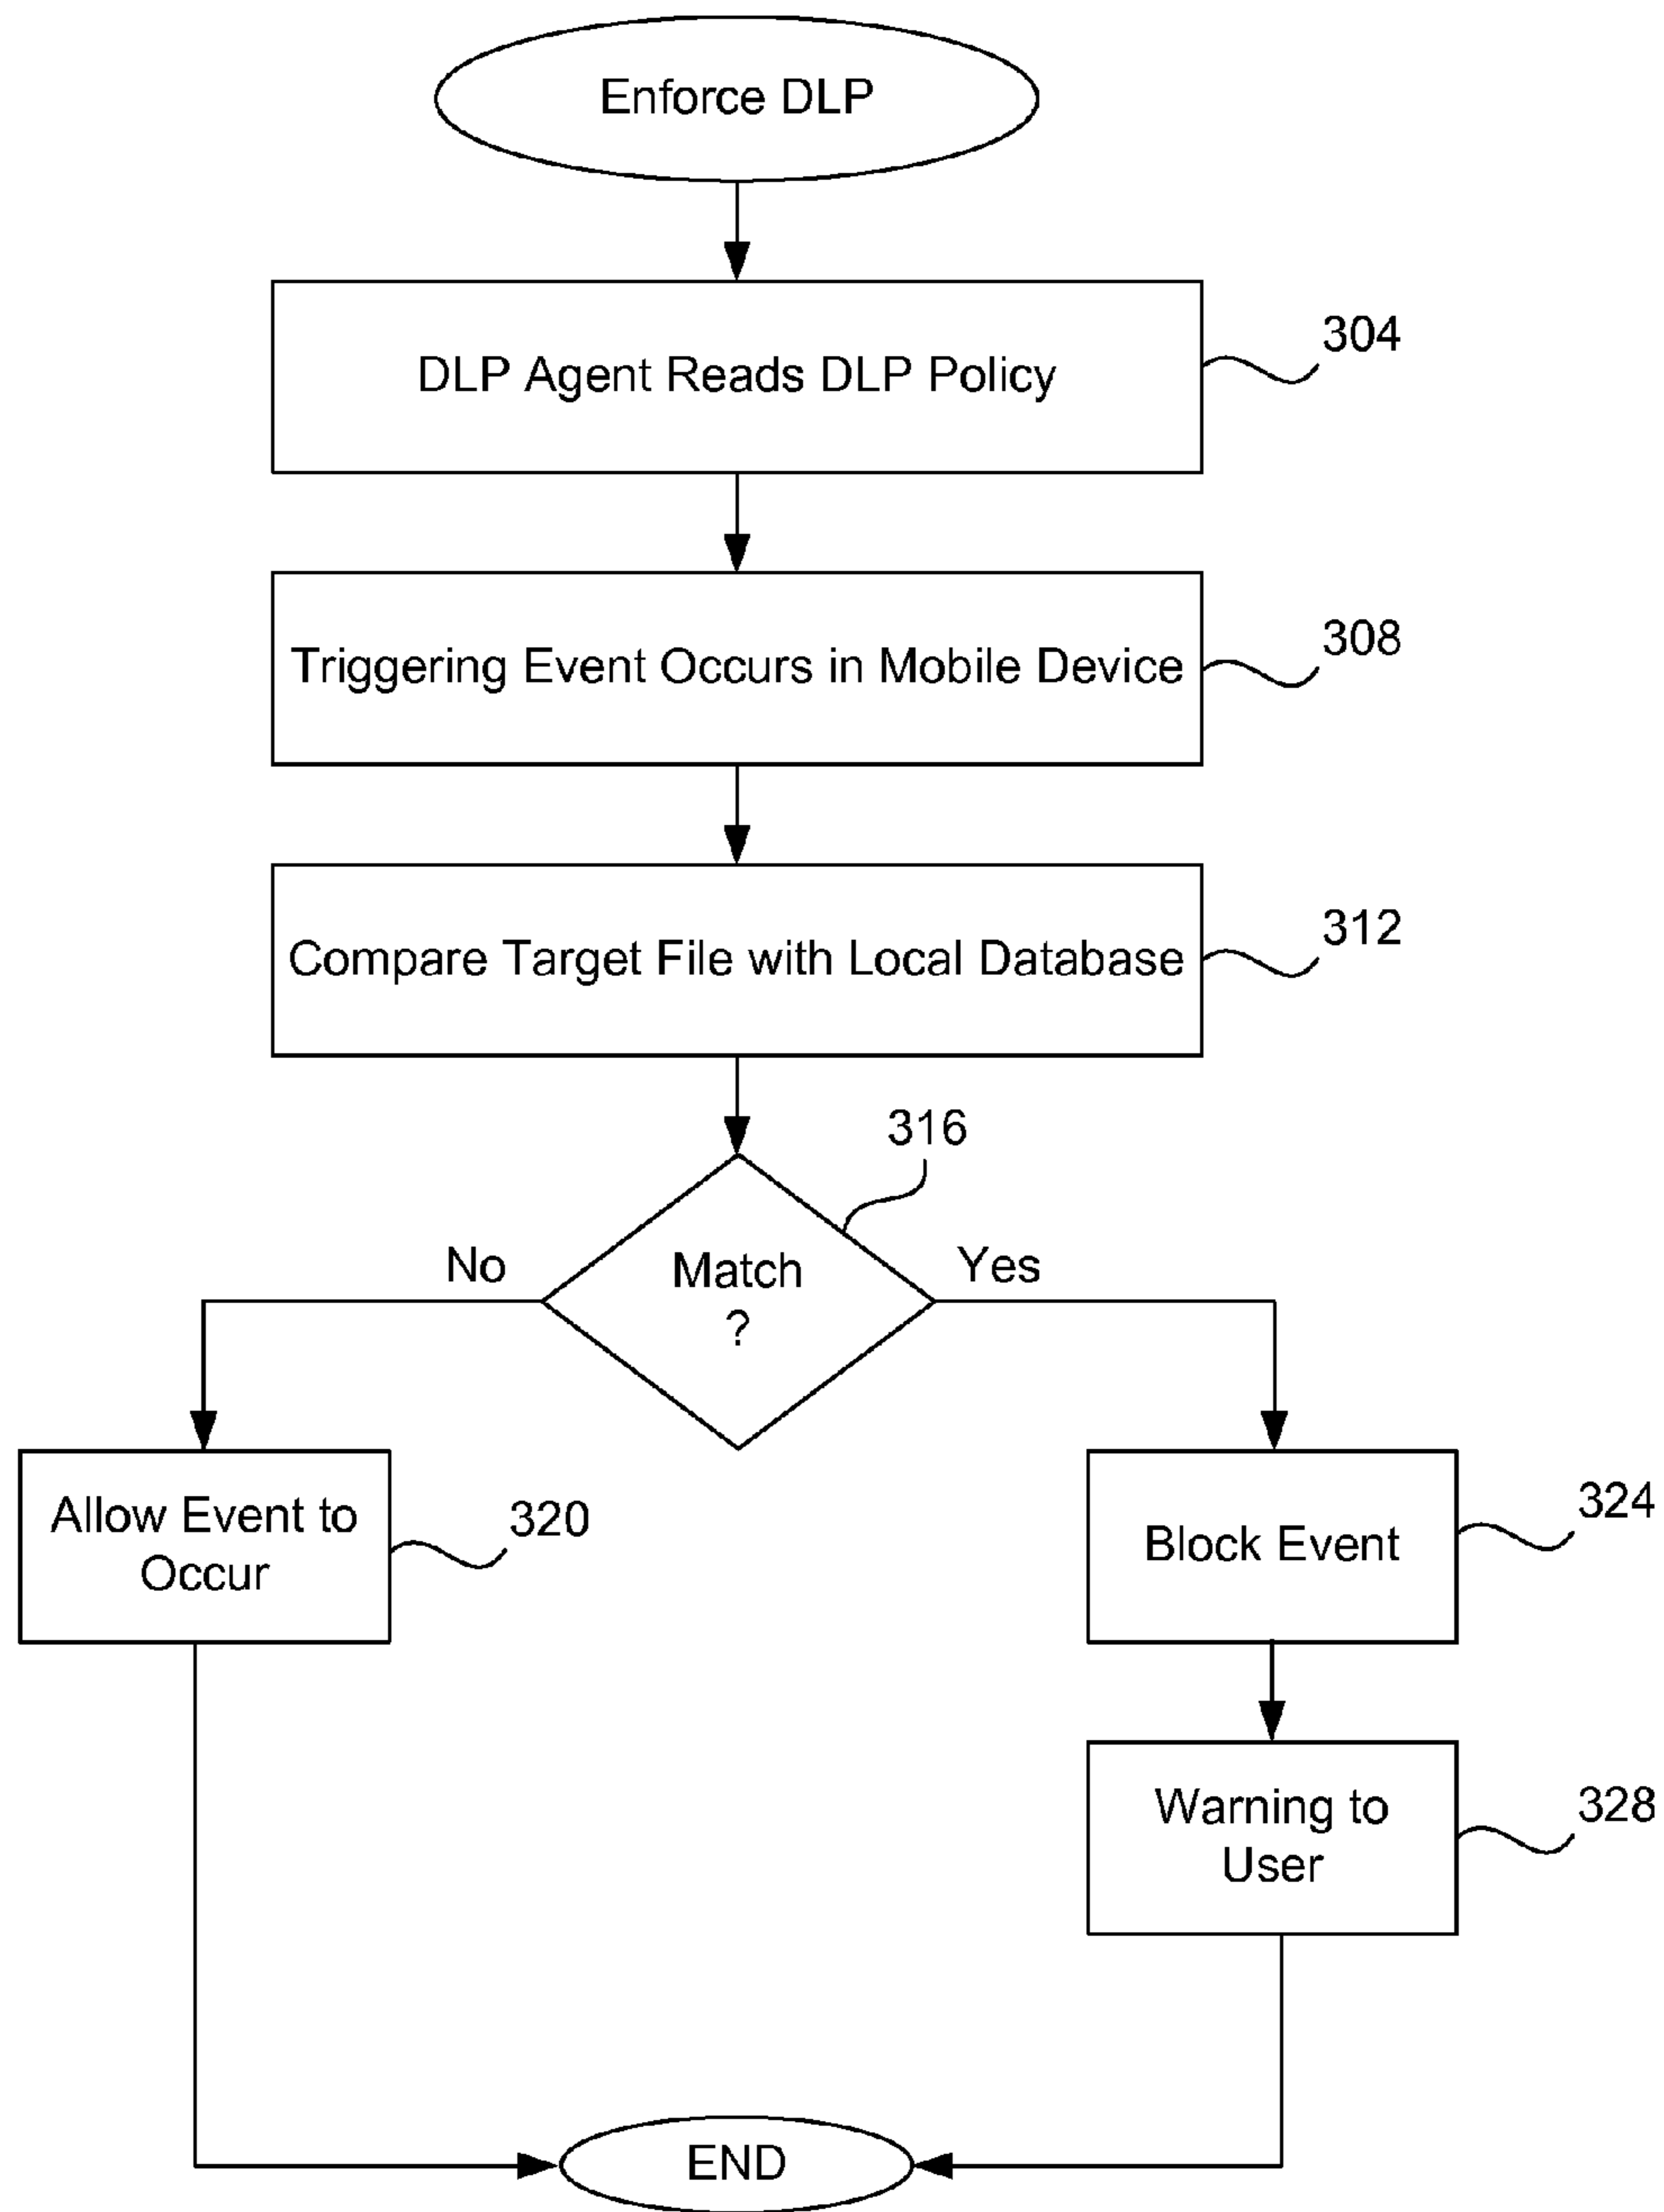 Enforce DLP
DLP Agent Reads DLP Policy
304
Triggering Event Occurs in Mobile Device
308
Compare Target File with Local Database
312
316
No
Match
?
Yes
Allow Event to
Occur
320
Block Event
324
Warning to
User
328
END